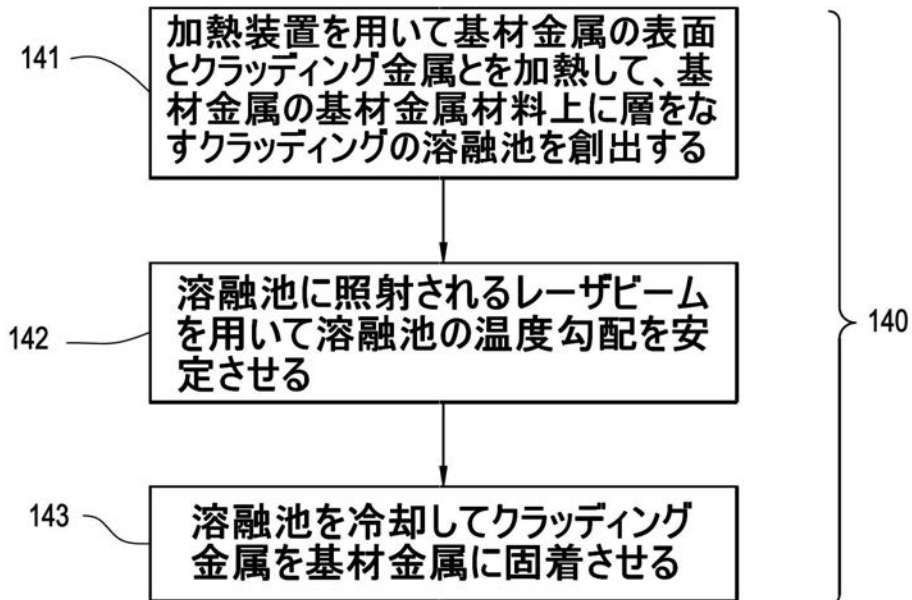 141
加熱装置を用いて基材金属の表面
とクラッディング金属とを加熱して、基
材金属の基材金属材料上に層をな
すクラッディングの溶融池を創出する
142
溶融池に照射されるレーザビーム
を用いて溶融池の温度勾配を安
定させる
140
143
溶融池を冷却してクラッディング
金属を基材金属に固着させる